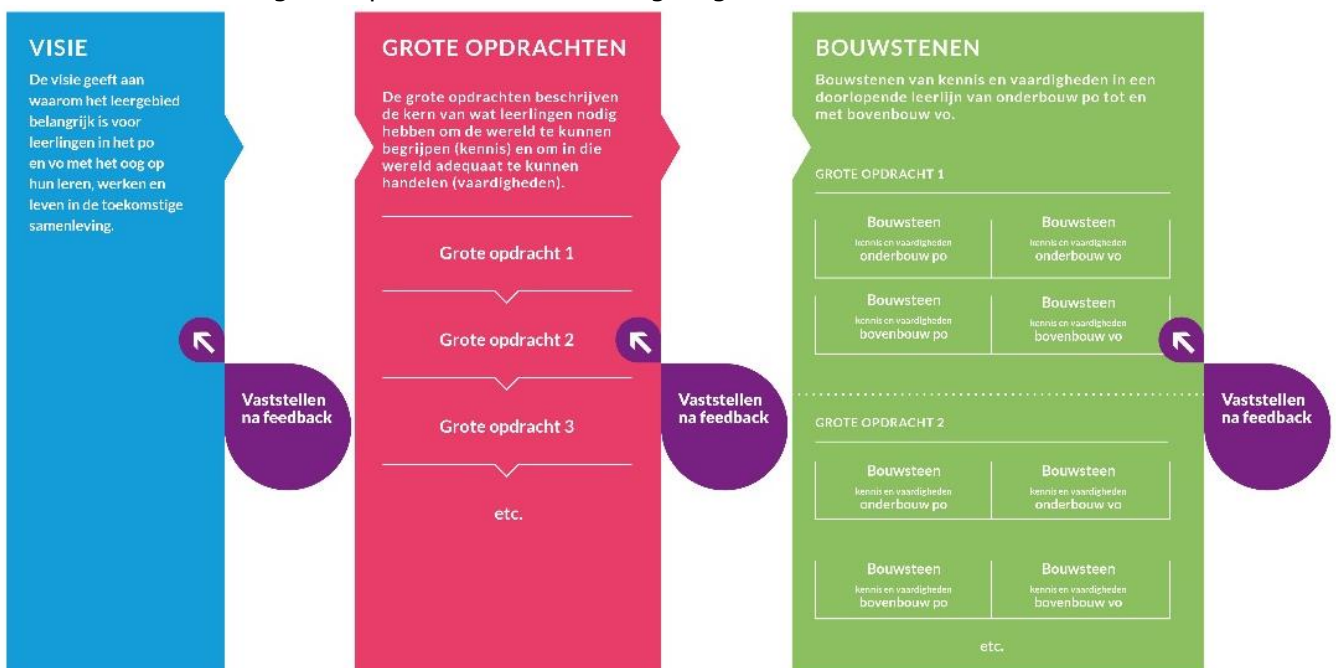 VISIE
De visie geeft aan
waarom het leergebied
belangrijk is voor
leerlingen in het po
en vo met het oog op
hun leren, werken en
leven in de toekomstige
samenleving.
Vaststellen
na feedback
GROTE OPDRACHTEN
De grote opdrachten beschrijven
de kern van wat leerlingen nodig
hebben om de wereld te kunnen
begrijpen (kennis) en om in die
wereld adequaat te kunnen
handelen (vaardigheden).
Grote opdracht 1
Grote opdracht 2
Grote opdracht 3
etc.
Vaststellen
na feedback
BOUWSTENEN
Bouwstenen van kennis en vaardigheden in een
doorlopende leerlijn van onderbouw po tot en
met bovenbouw vo.
GROTE OPDRACHT 1
Bouwsteen
kennis en vaardigheden
onderbouw po
Bouwsteen
kennis en vaardigheden
onderbouw vo
Bouwsteen
kennis en vaardigheden
bovenbouw po
Bouwsteen
kennis en vaardigheden
bovenbouw vo
GROTE OPDRACHT 2
Bouwsteen
kennis en vaardigheden
onderbouw po
Bouwsteen
kennis en vaardigheden
onderbouw vo
Bouwsteen
kennis en vaardigheden
bovenbouw po
Bouwsteen
kennis en vaardigheden
bovenbouw vo
etc.
Vaststellen
na feedback